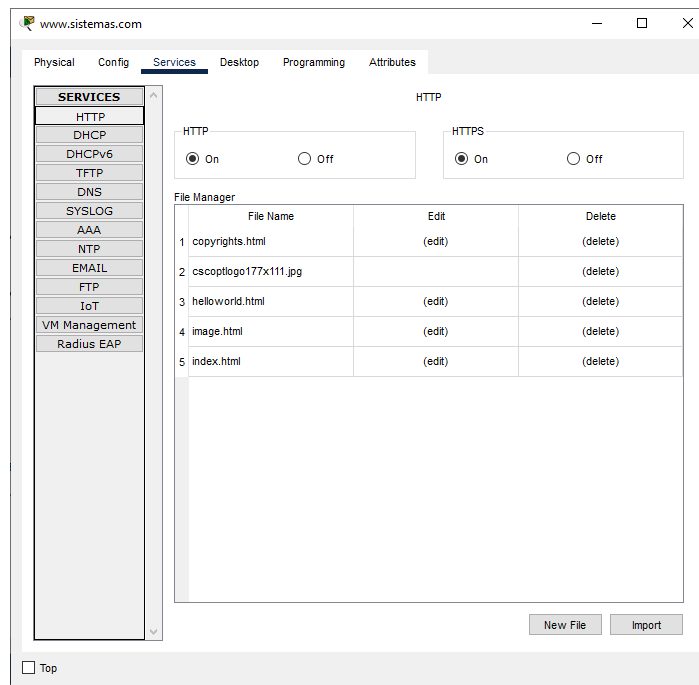 www.sistemas.com
Physical Config Services Desktop Programming Attributes
SERVICES
HTTP
DHCP
DHCPv6
TFTP
DNS
SYSLOG
AAA
NTP
EMAIL
FTP
IoT
VM Management
Radius EAP
HTTP
HTTP
On Off
HTTPS
On Off
File Manager
File Name Edit Delete
1 copyrights.html (edit) (delete)
2 cscoptlogo177x111.jpg (delete)
3 helloworld.html (edit) (delete)
4 image.html (edit) (delete)
5 index.html (edit) (delete)
New File Import
Top